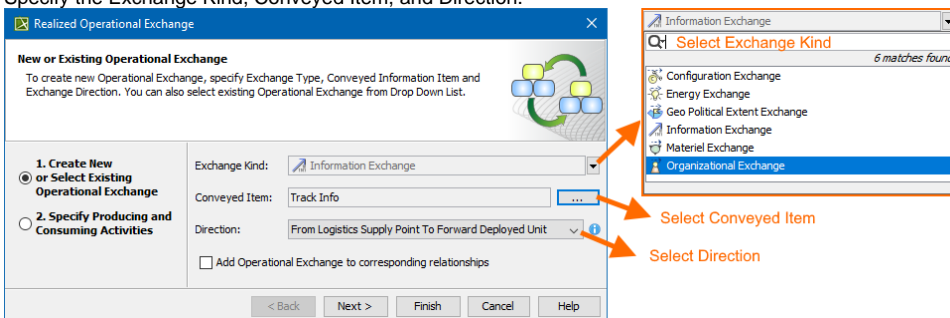 Specify the Exchange Kind, Conveyed Item, and Direction.
Realized Operational Exchange
New or Existing Operational Exchange
To create new Operational Exchange, specify Exchange Type, Conveyed Information Item and
Exchange Direction. You can also select existing Operational Exchange from Drop Down List.
1. Create New
or Select Existing
Operational Exchange
2. Specify Producing and
Consuming Activities
Exchange Kind:
Information Exchange
Conveyed Item:
Track Info
...
Direction:
From Logistics Supply Point To Forward Deployed Unit
Add Operational Exchange to corresponding relationships
< Back
Next >
Finish
Cancel
Help
Information Exchange
Select Exchange Kind
6 matches found
Configuration Exchange
Energy Exchange
Geo Political Extent Exchange
Information Exchange
Materiel Exchange
Organizational Exchange
Select Conveyed Item
Select Direction